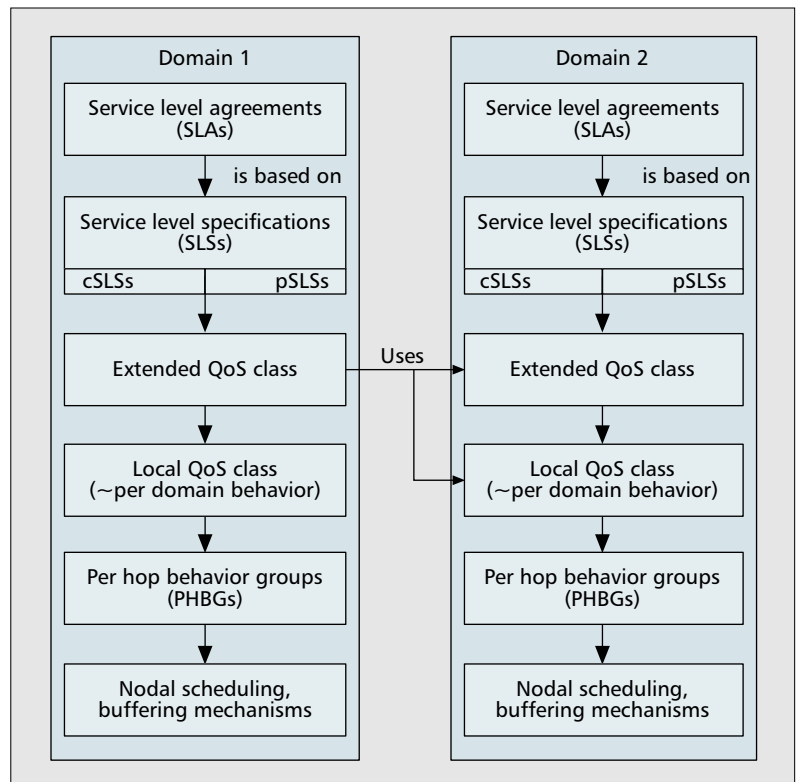 Domain 1
Service level agreements
(SLAs)
is based on
Service level specifications
(SLSs)
cSLSs
pSLSs
Extended QoS class
Local QoS class
(~per domain behavior)
Per hop behavior groups
(PHBGs)
Nodal scheduling,
buffering mechanisms
Uses
Domain 2
Service level agreements
(SLAs)
is based on
Service level specifications
(SLSs)
cSLSs
pSLSs
Extended QoS class
Local QoS class
(~per domain behavior)
Per hop behavior groups
(PHBGs)
Nodal scheduling,
buffering mechanisms